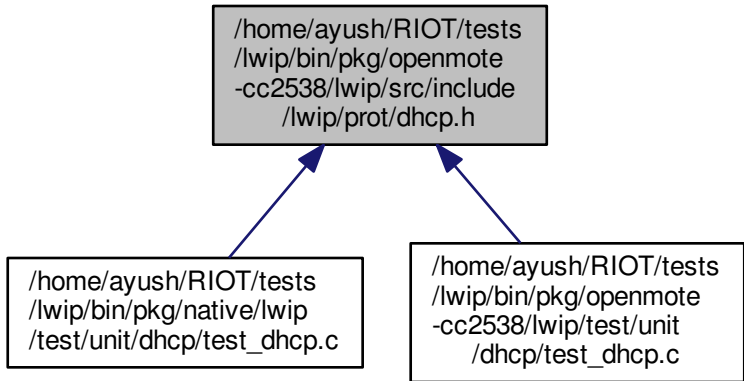 /home/ayush/RIOT/tests
/lwip/bin/pkg/openmote
-cc2538/lwip/src/include
/lwip/prot/dhcp.h
/home/ayush/RIOT/tests
/lwip/bin/pkg/native/lwip
/test/unit/dhcp/test_dhcp.c
/home/ayush/RIOT/tests
/lwip/bin/pkg/openmote
-cc2538/lwip/test/unit
/dhcp/test_dhcp.c